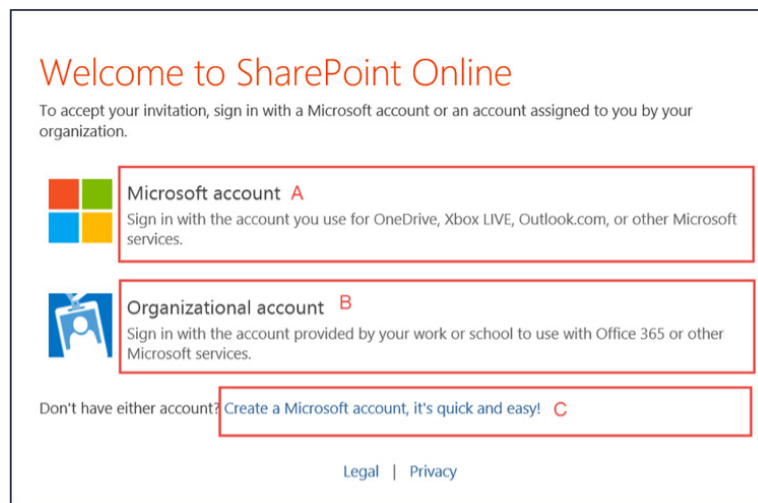 Welcome to SharePoint Online
To accept your invitation, sign in with a Microsoft account or an account assigned to you by your
organization.
Microsoft account A
Sign in with the account you use for OneDrive, Xbox LIVE, Outlook.com, or other Microsoft
services.
Organizational account B
Sign in with the account provided by your work or school to use with Office 365 or other
Microsoft services.
Don't have either account? Create a Microsoft account, it's quick and easy! C
Legal | Privacy